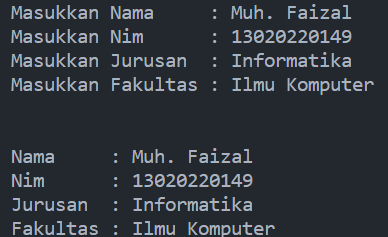 Masukkan Nama     : Muh. Faizal
Masukkan Nim      : 13020220149
Masukkan Jurusan  : Informatika
Masukkan Fakultas : Ilmu Komputer
Nama     : Muh. Faizal
Nim      : 13020220149
Jurusan  : Informatika
Fakultas : Ilmu Komputer